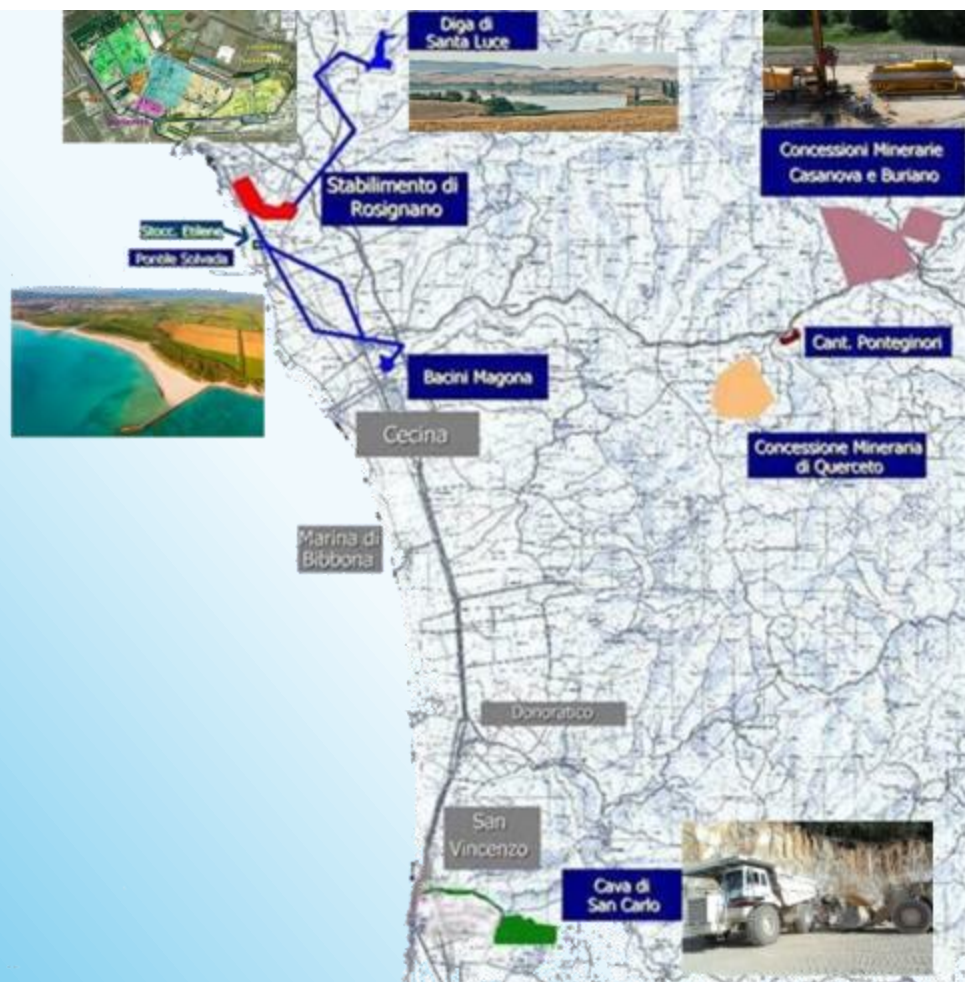 Diga di
Santa Luce
Concessioni Minerarie
Casanova e Buriano
Stabilimento di
Rosignano
Stocc. Etilene
Pontile Solvada
Cant. Ponteginori
Bacini Magona
Cecina
Concessione Mineraria
di Querceto
Marina di
Bibbona
Donoratico
San
Vincenzo
Cava di
San Carlo